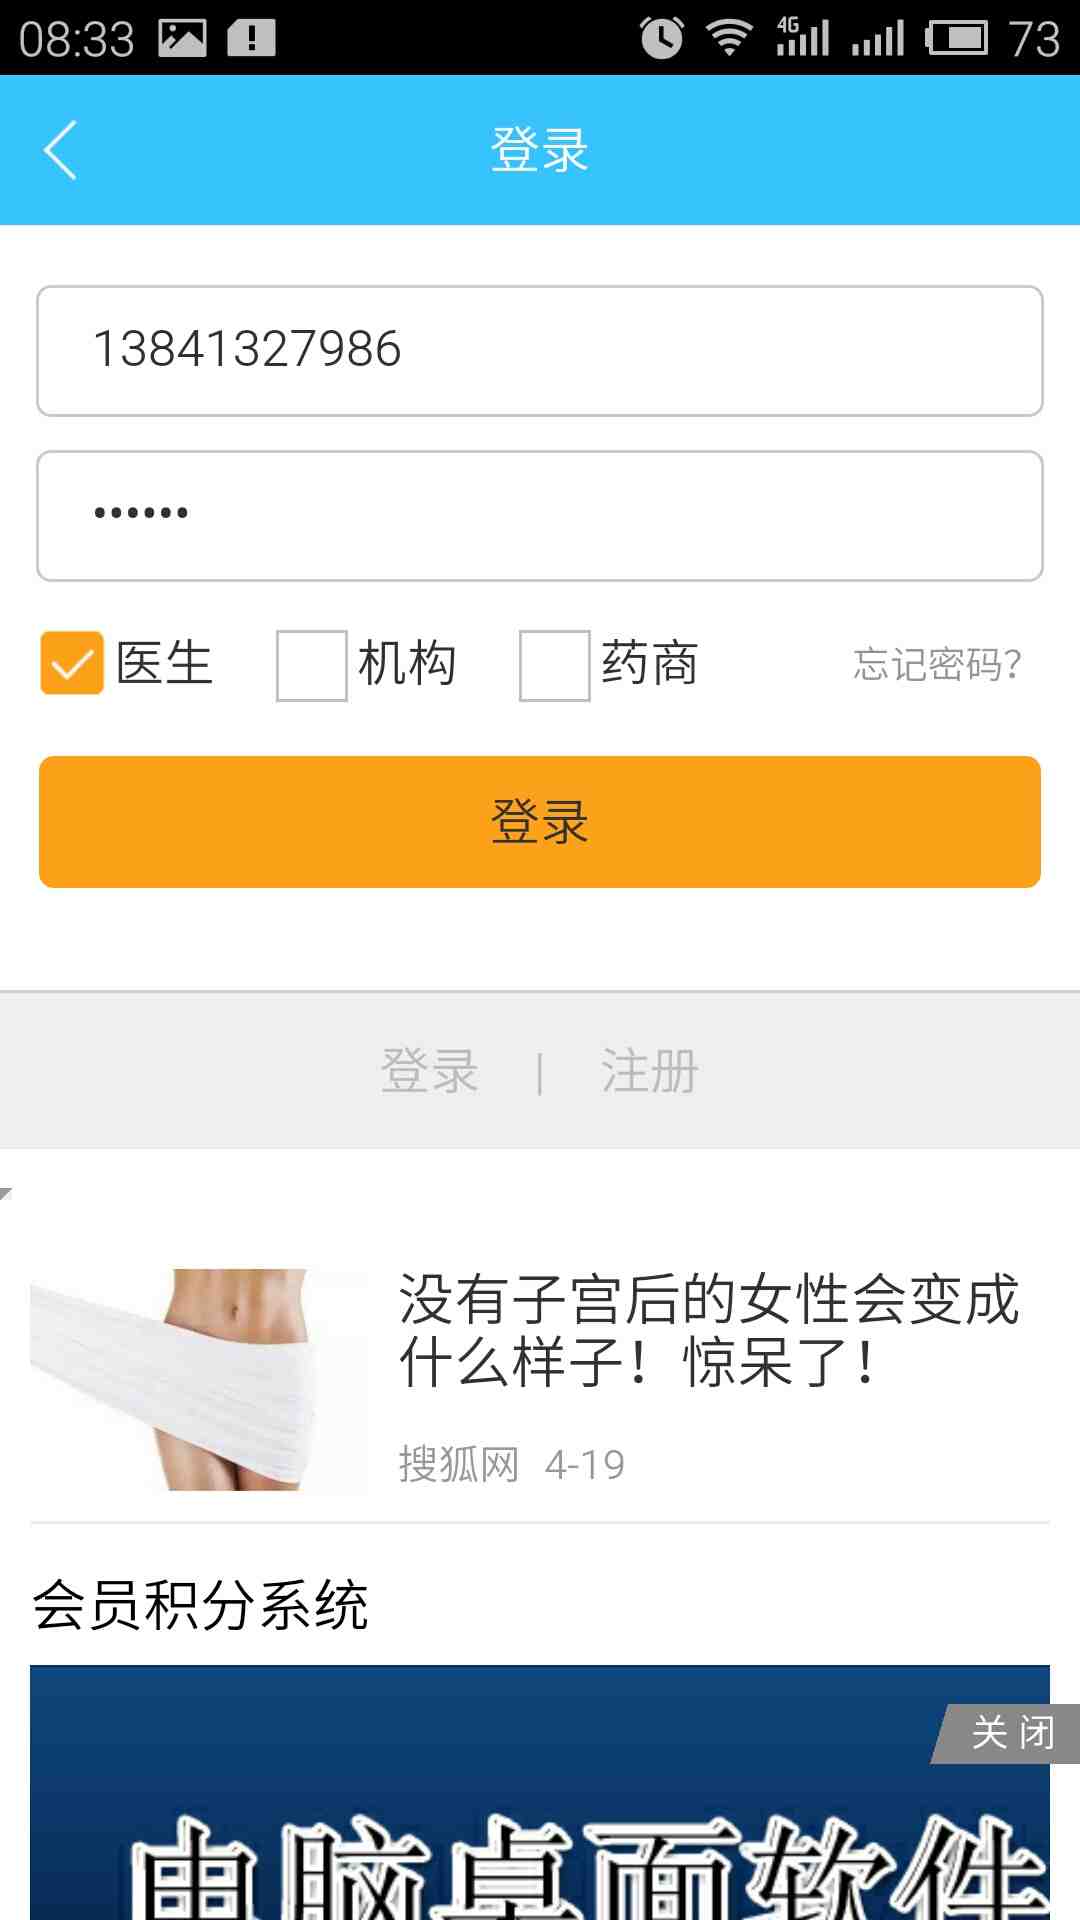 08:33
4G
73
登录
13841327986
••••••
医生 机构 药商 忘记密码?
登录
登录 | 注册
没有子宫后的女性会变成
什么样子！惊呆了！
搜狐网 4-19
会员积分系统
关闭
电脑桌面软件